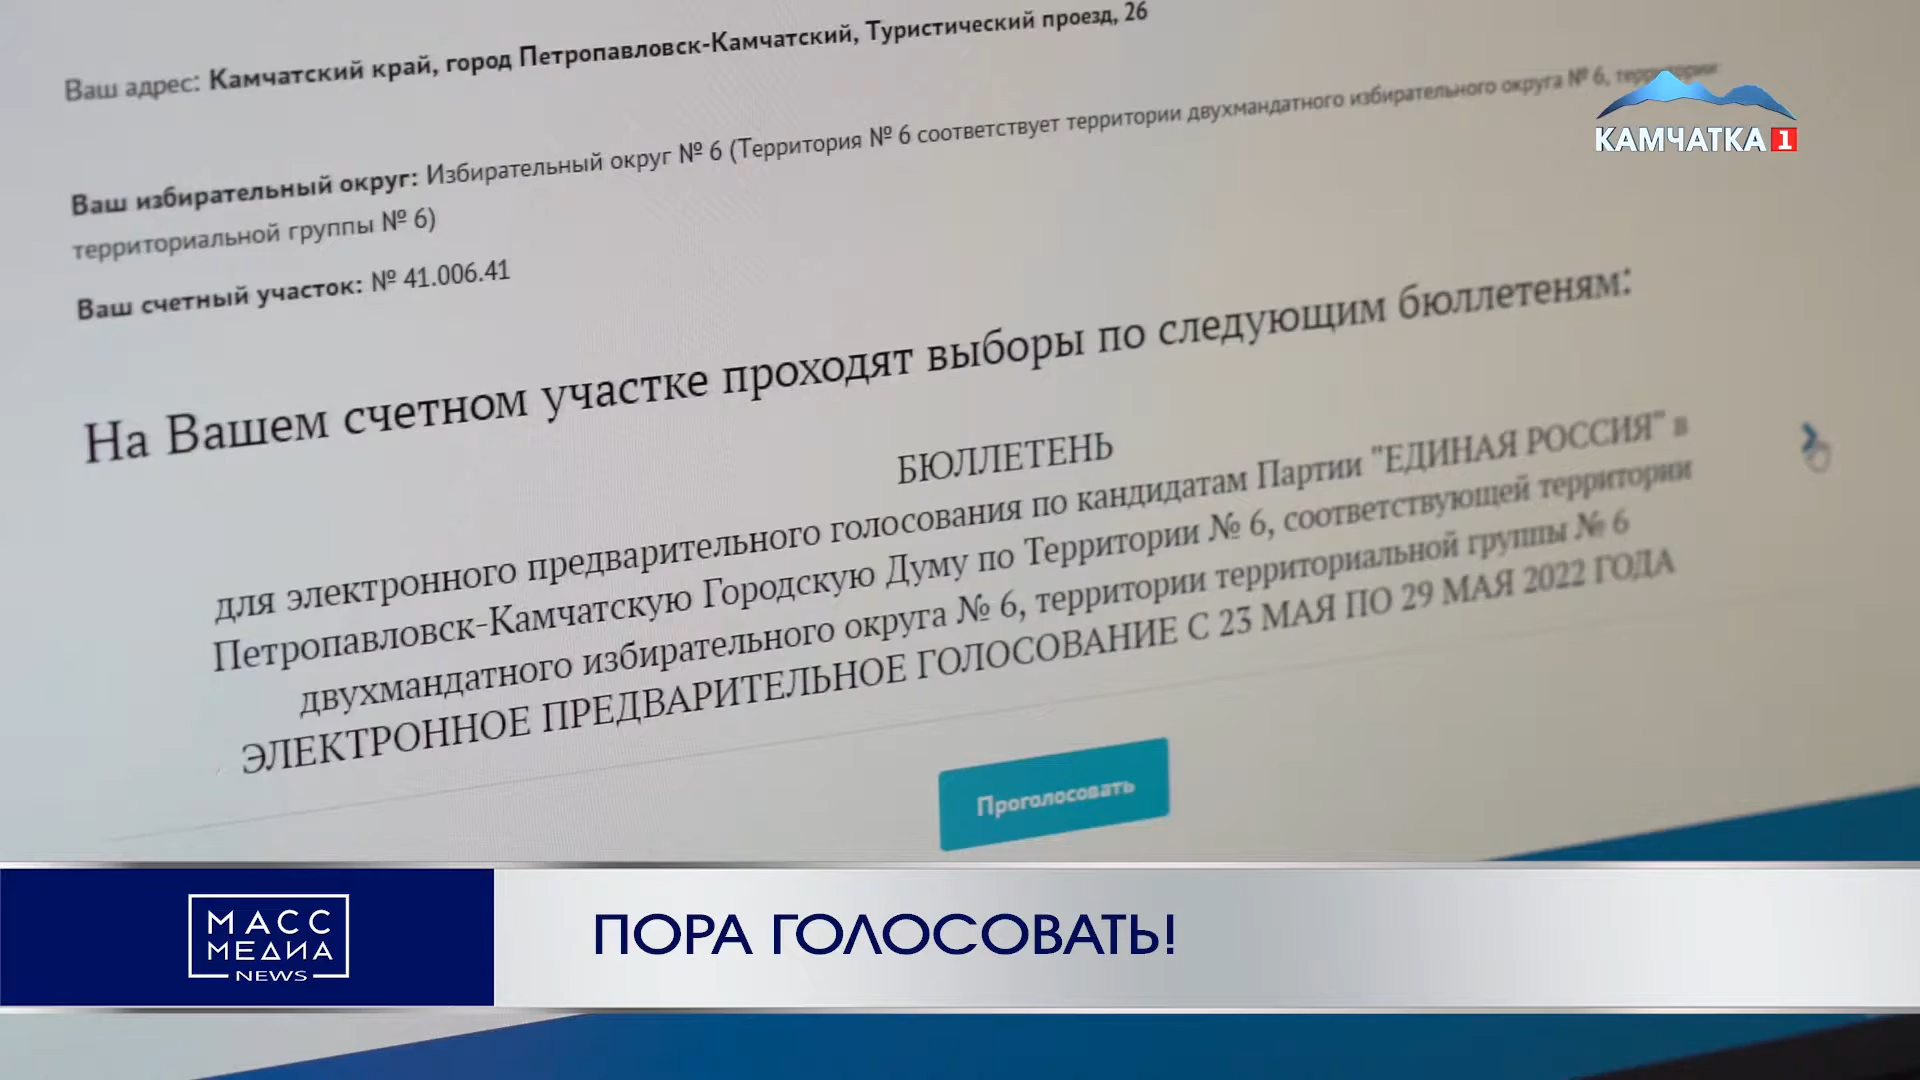 Ваш адрес: Камчатский край, город Петропавловск-Камчатский, Туристический проезд, 26
КАМЧАТКА 1
Ваш избирательный округ: Избирательный округ № 6 (Территория № 6 соответствует территории двухмандатного избирательного округа № 6, территории
территориальной группы № 6)
Ваш счетный участок: № 41.006.41
На Вашем счетном участке проходят выборы по следующим бюллетеням:
БЮЛЛЕТЕНЬ
для электронного предварительного голосования по кандидатам Партии "ЕДИНАЯ РОССИЯ" в
Петропавловск-Камчатскую Городскую Думу по Территории № 6, соответствующей территории
двухмандатного избирательного округа № 6, территории территориальной группы № 6
ЭЛЕКТРОННОЕ ПРЕДВАРИТЕЛЬНОЕ ГОЛОСОВАНИЕ С 23 МАЯ ПО 29 МАЯ 2022 ГОДА
Проголосовать
МАСС
МЕДИА
NEWS
ПОРА ГОЛОСОВАТЬ!